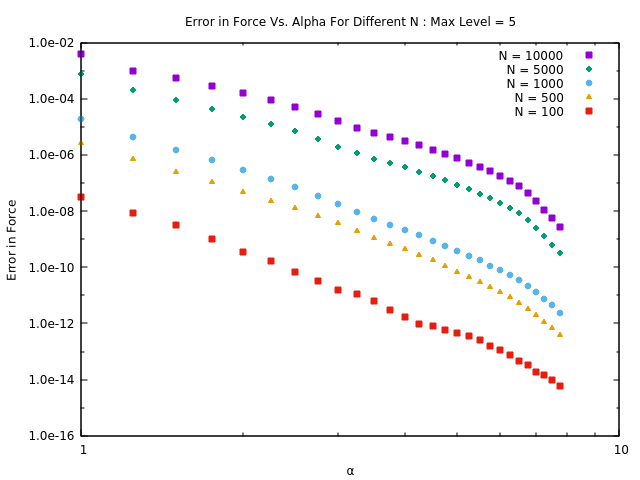 Error in Force Vs. Alpha For Different N : Max Level = 5
1.0e-02
1.0e-04
1.0e-06
1.0e-08
1.0e-10
1.0e-12
1.0e-14
1.0e-16
Error in Force
N = 10000
N = 5000
N = 1000
N = 500
N = 100
1
10
α